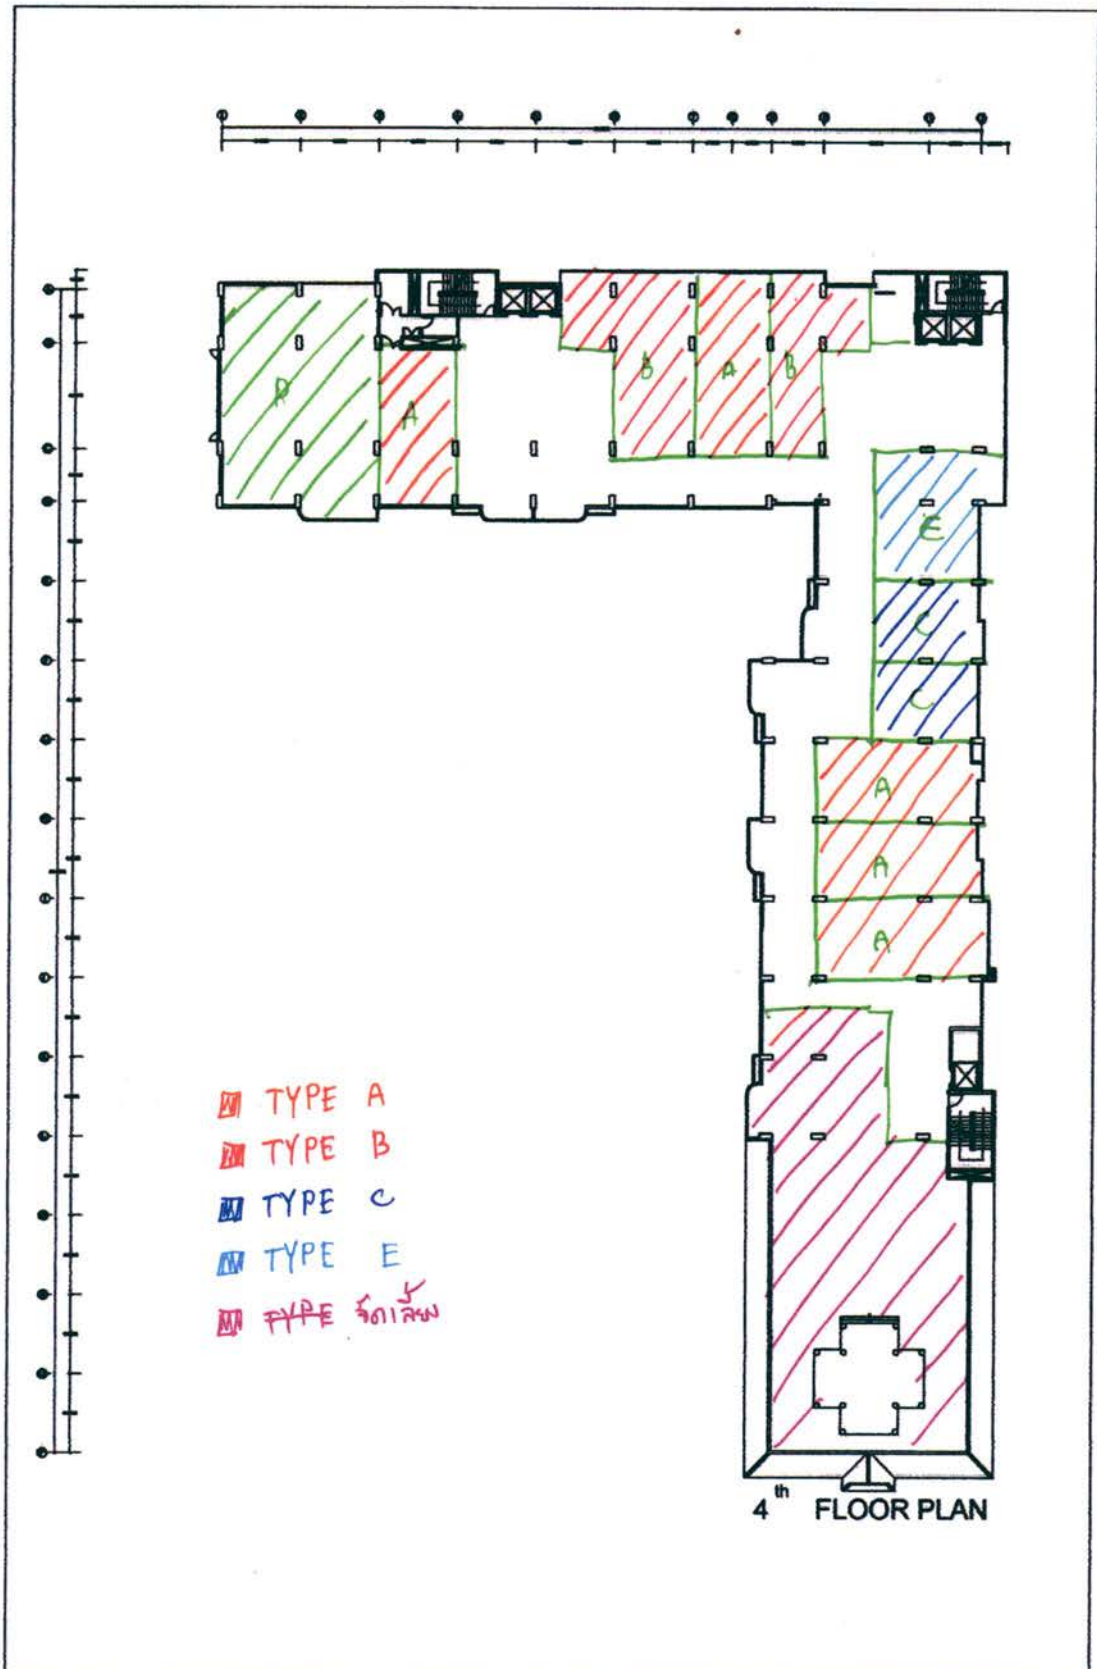 B A B
D
A
E
C
C
A
A
A
TYPE A
TYPE B
TYPE C
TYPE E
TYPE จัดเลี้ยง
4th FLOOR PLAN